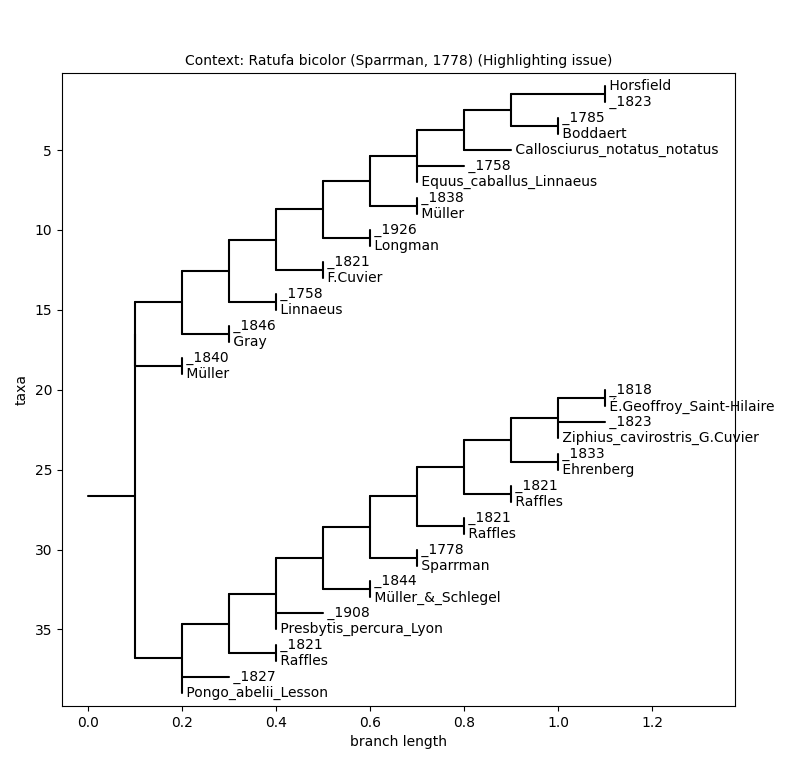 Context: Ratufa bicolor (Sparrman, 1778) (Highlighting issue)
Horsfield
_1823
_1785
Boddaert
Callosciurus_notatus_notatus
_1758
Equus_caballus_Linnaeus
_1838
Müller
_1926
Longman
_1821
F.Cuvier
_1758
Linnaeus
_1846
Gray
_1840
Müller
_1818
É.Geoffroy_Saint-Hilaire
_1823
Ziphius_cavirostris_G.Cuvier
_1833
Ehrenberg
_1821
Raffles
_1821
Raffles
_1778
Sparrman
_1844
Müller_&_Schlegel
_1908
Presbytis_percura_Lyon
_1821
Raffles
_1827
Pongo_abelii_Lesson
5
10
15
20
25
30
35
taxa
0.0 0.2 0.4 0.6 0.8 1.0 1.2
branch length